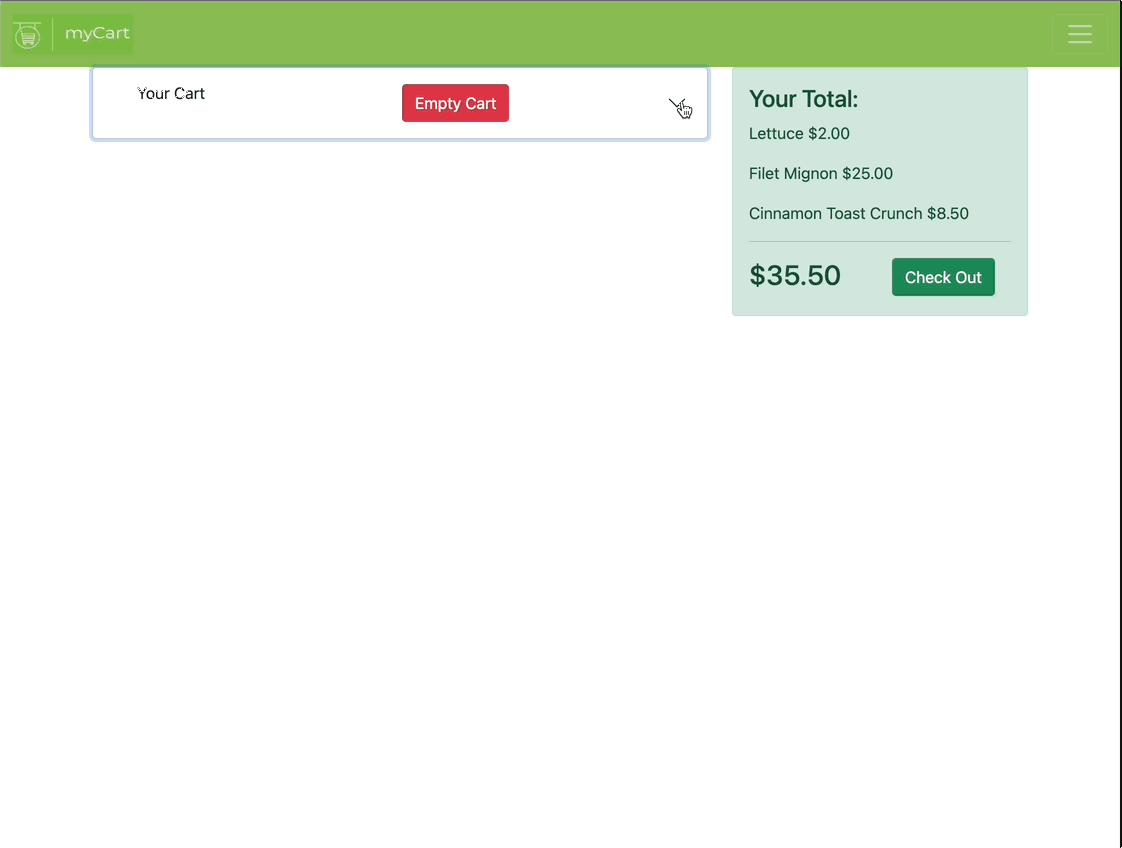 myCart
Your Cart
Empty Cart
Your Total:
Lettuce $2.00
Filet Mignon $25.00
Cinnamon Toast Crunch $8.50
$35.50
Check Out